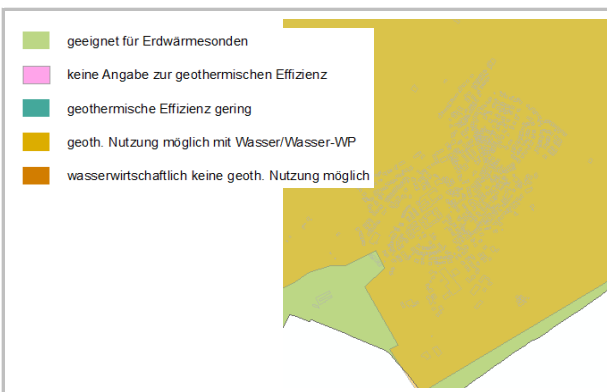 geeignet für Erdwärmesonden
keine Angabe zur geothermischen Effizienz
geothermische Effizienz gering
geoth. Nutzung möglich mit Wasser/Wasser-WP
wasserwirtschaftlich keine geoth. Nutzung möglich